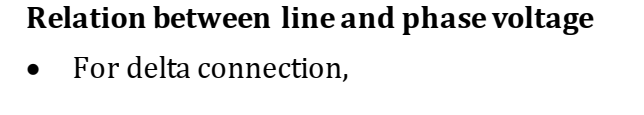 Relation between line and phase voltage
• For delta connection,